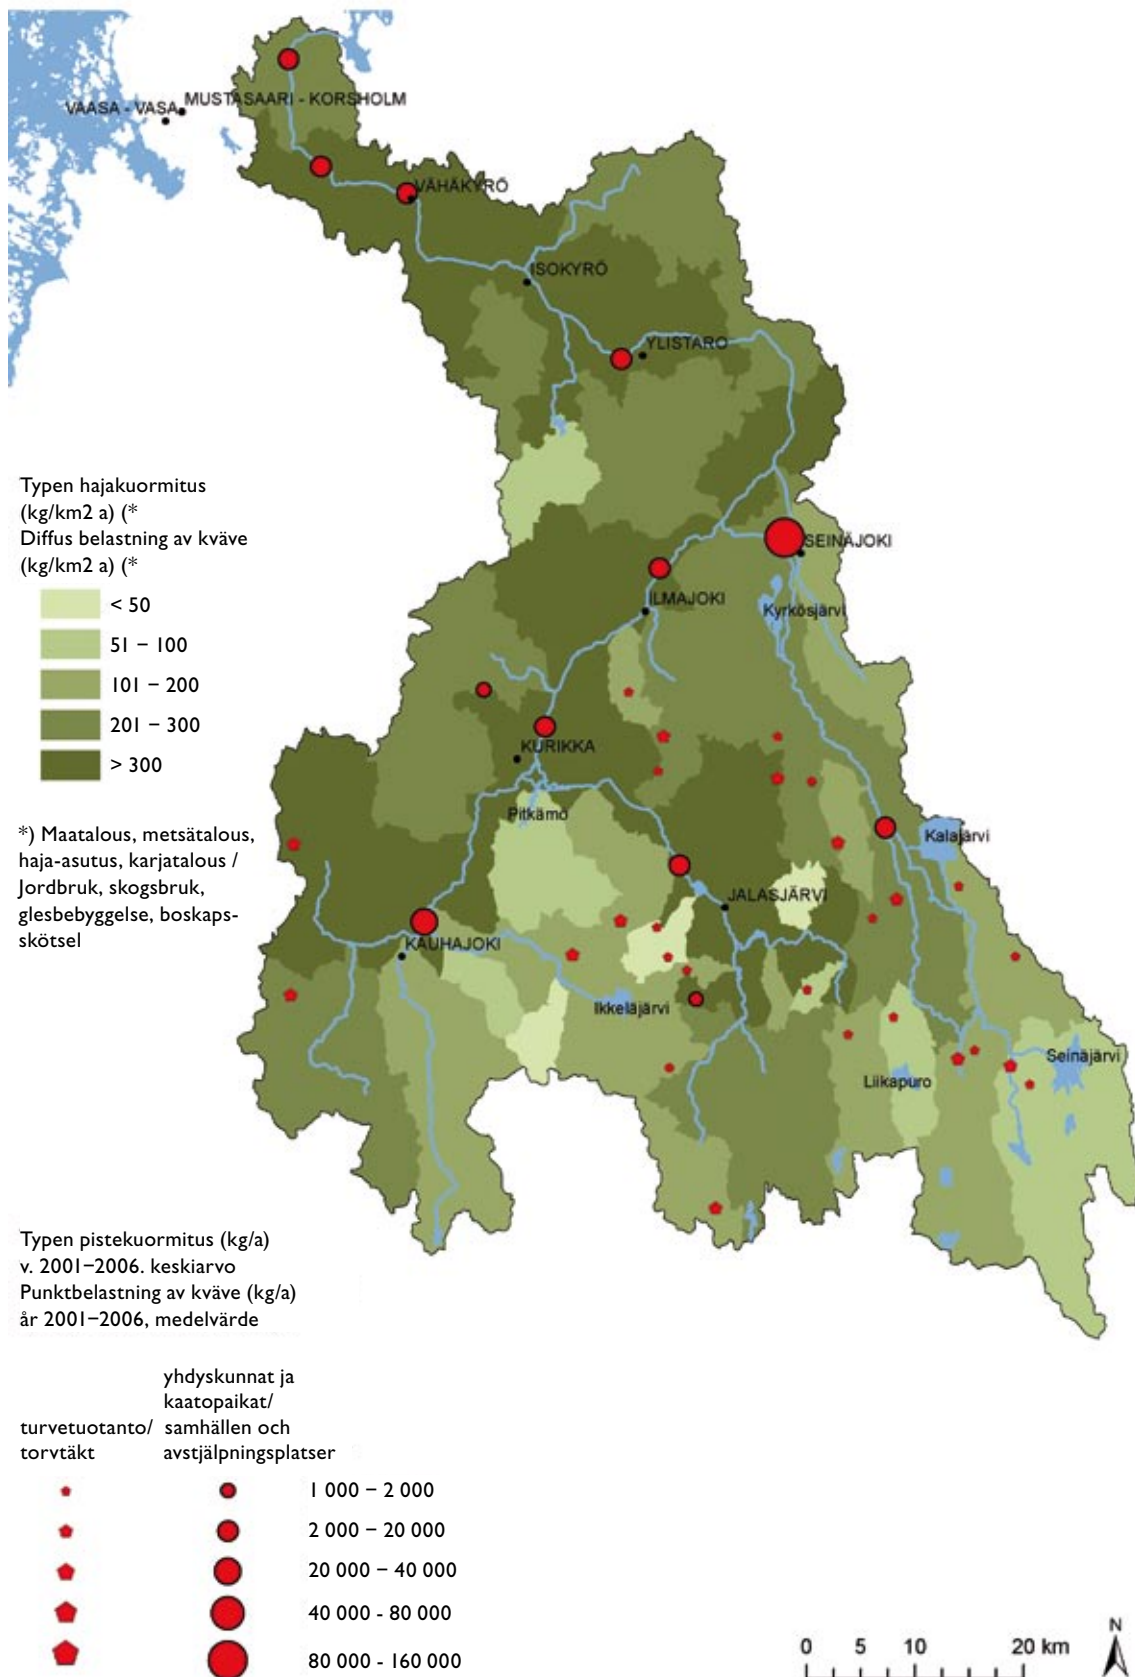 VAASA - VASA
MUSTASAARI - KORSHOLM
VÄHÄKYRÖ
ISOKYRÖ
YLISTARO
SEINÄJOKI
ILMAJOKI
Kyrkösjärvi
KURIKKA
Pitkämö
Kalajärvi
JALASJÄRVI
KAUHAJOKI
Ikkeläjärvi
Seinäjärvi
Liikapuro
Typen hajakuormitus
(kg/km2 a) (*
Diffus belastning av kväve
(kg/km2 a) (*
< 50
51 – 100
101 – 200
201 – 300
> 300
*) Maatalous, metsätalous,
haja-asutus, karjatalous /
Jordbruk, skogsbruk,
glesbebyggelse, boskaps-
skötsel
Typen pistekuormitus (kg/a)
v. 2001–2006. keskiarvo
Punktbelastning av kväve (kg/a)
år 2001–2006, medelvärde
turvetuotanto/
torvtäkt
yhdyskunnat ja
kaatopaikat/
samhällen och
avstjälpningsplatser
1 000 – 2 000
2 000 – 20 000
20 000 – 40 000
40 000 - 80 000
80 000 - 160 000
0 5 10 20 km
N